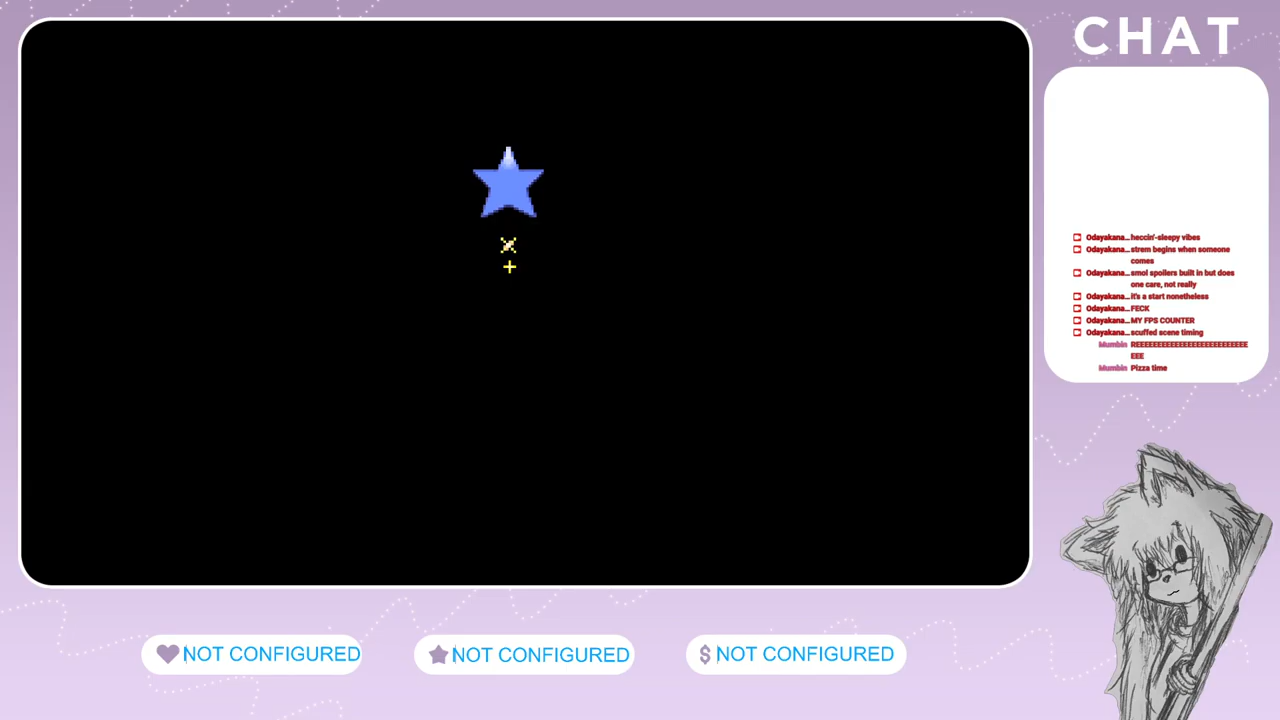 CHAT
Odayakana... heccin'-sleepy vibes
Odayakana... strem begins when someone
comes
Odayakana... smol spoilers built in but does
one care, not really
Odayakana... it's a start nonetheless
Odayakana... FECK
Odayakana... MY FPS COUNTER
Odayakana... scuffed scene timing
Mumbin REEEEEEEEEEEEEEEEEEEEEEEEEE
EEE
Mumbin Pizza time
NOT CONFIGURED
NOT CONFIGURED
$ NOT CONFIGURED